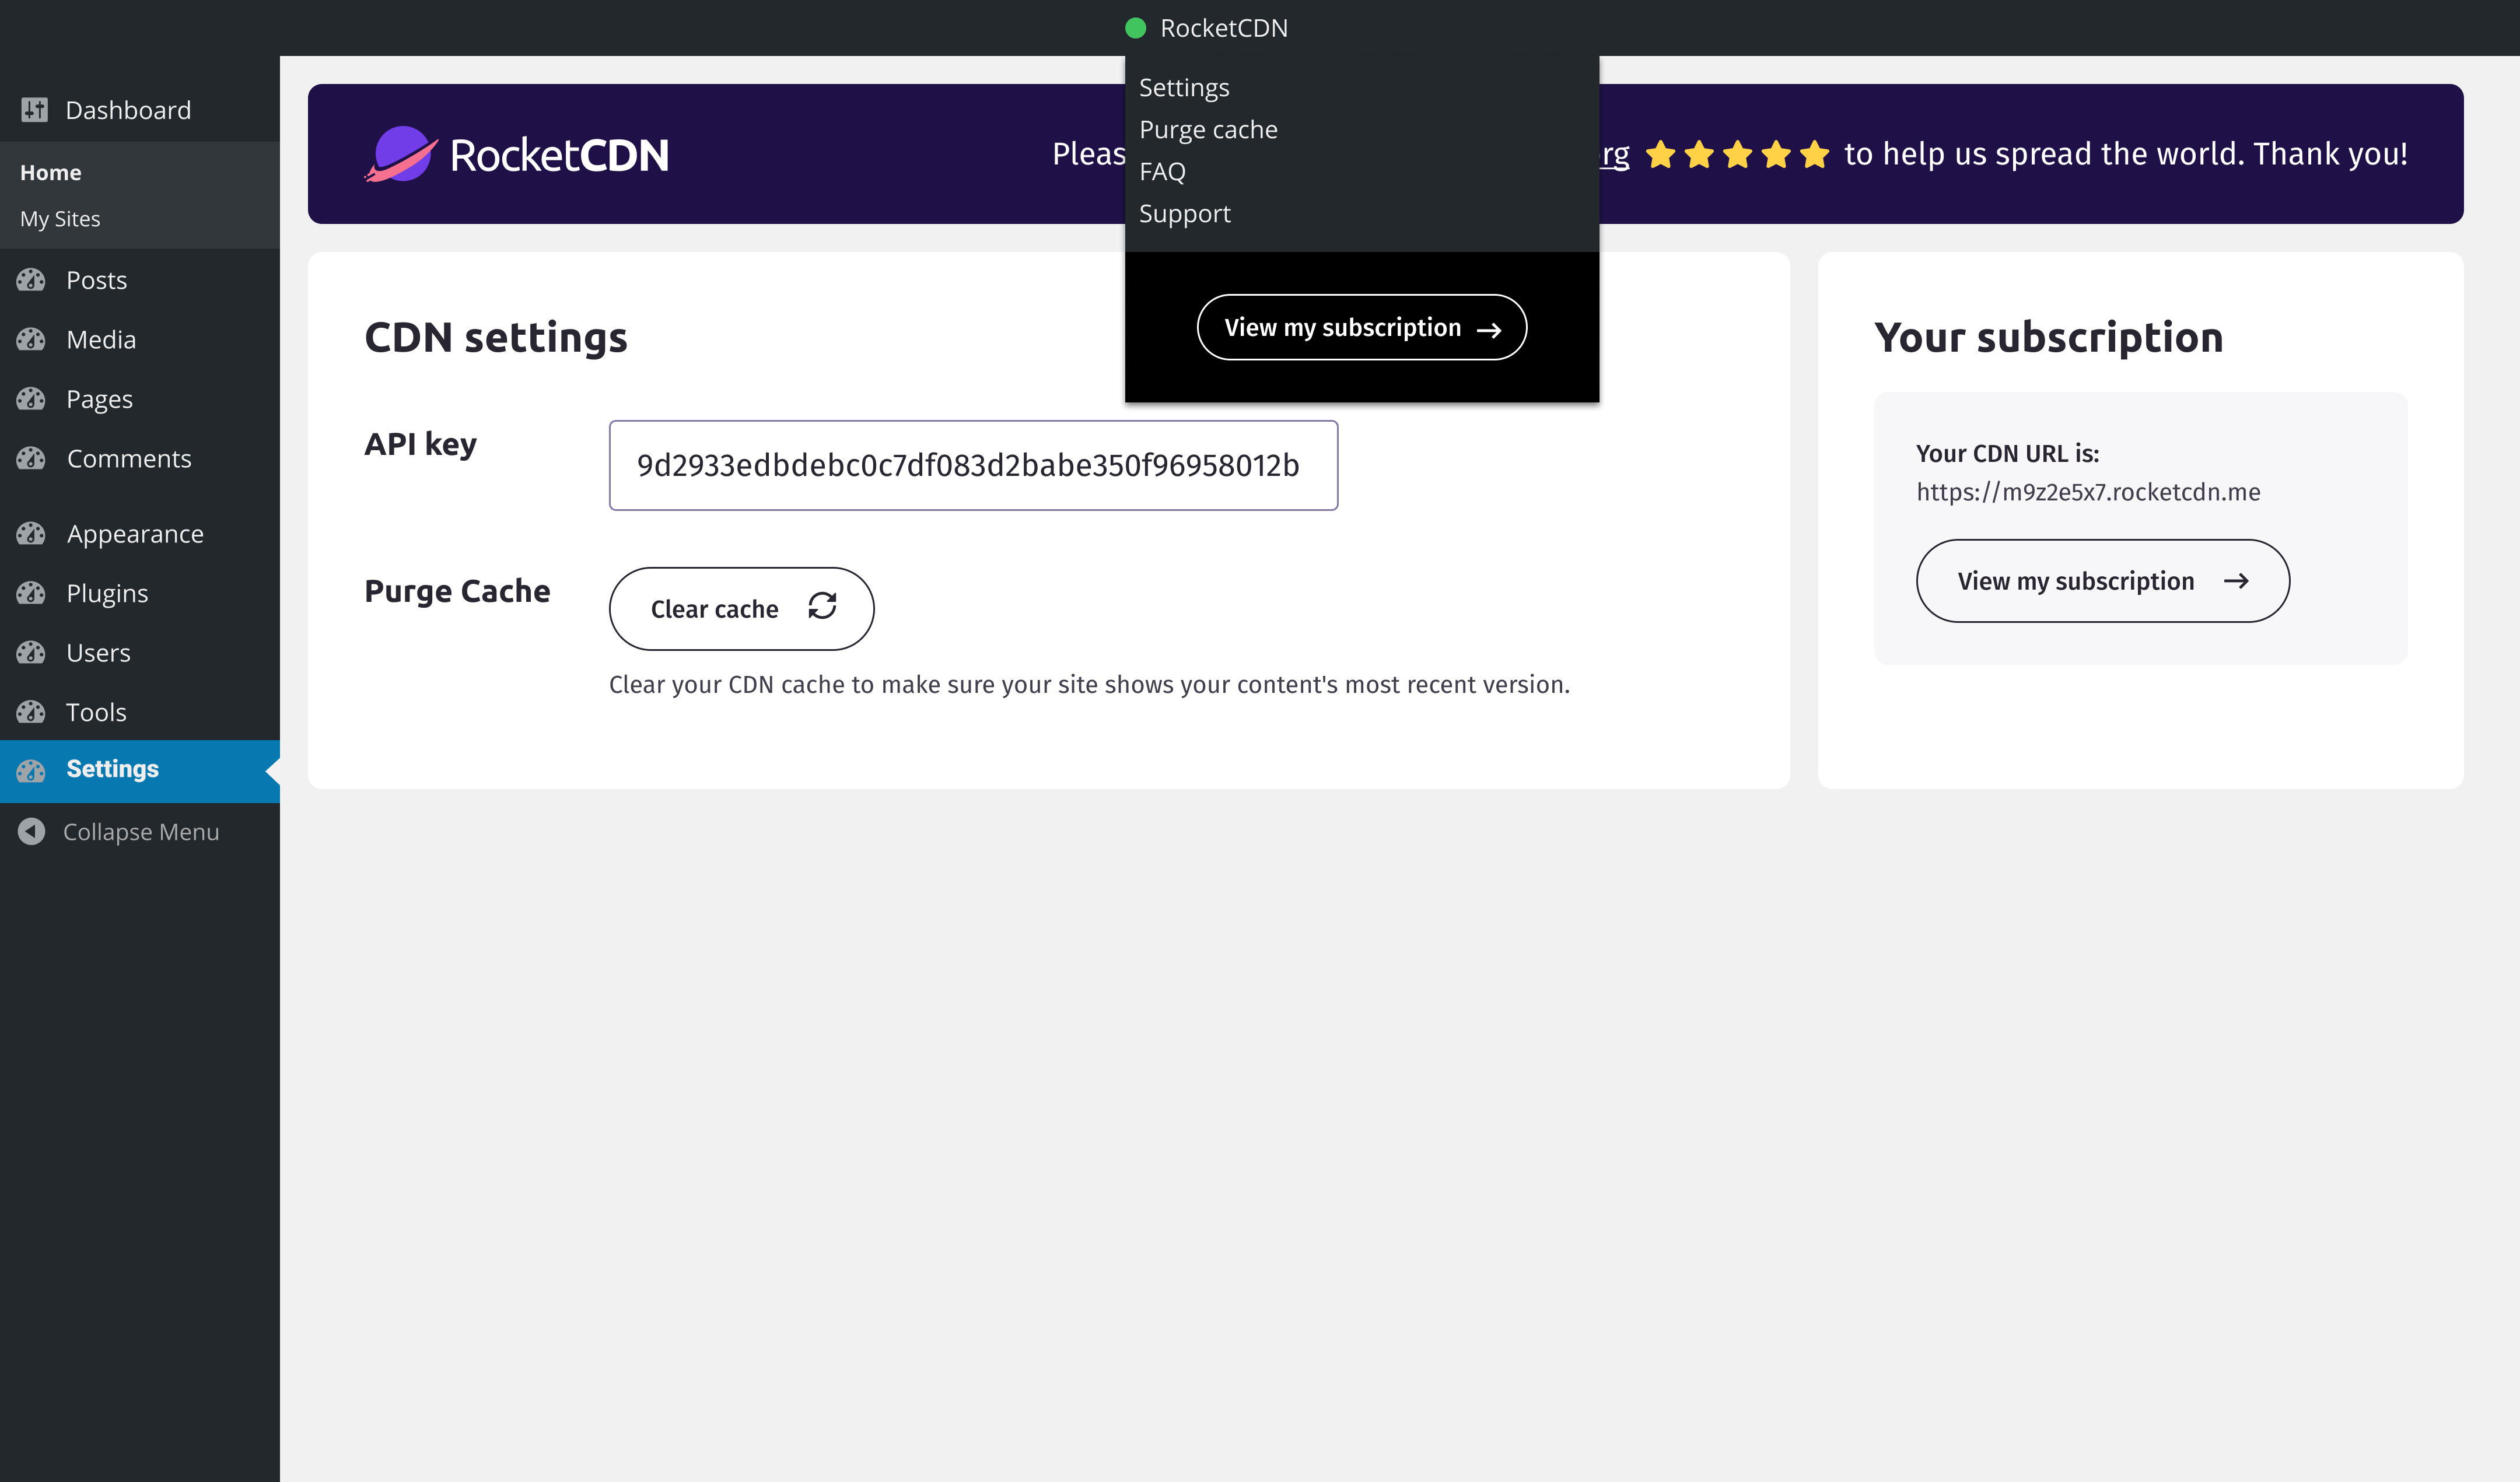 RocketCDN
Settings
Purge cache
FAQ
Support
View my subscription
Dashboard
Home
My Sites
Posts
Media
Pages
Comments
Appearance
Plugins
Users
Tools
Settings
Collapse Menu
RocketCDN
to help us spread the world. Thank you!
CDN settings
API key
9d2933edbdebc0c7df083d2babe350f96958012b
Purge Cache
Clear cache
Clear your CDN cache to make sure your site shows your content's most recent version.
Your subscription
Your CDN URL is:
https://m9z2e5x7.rocketcdn.me
View my subscription